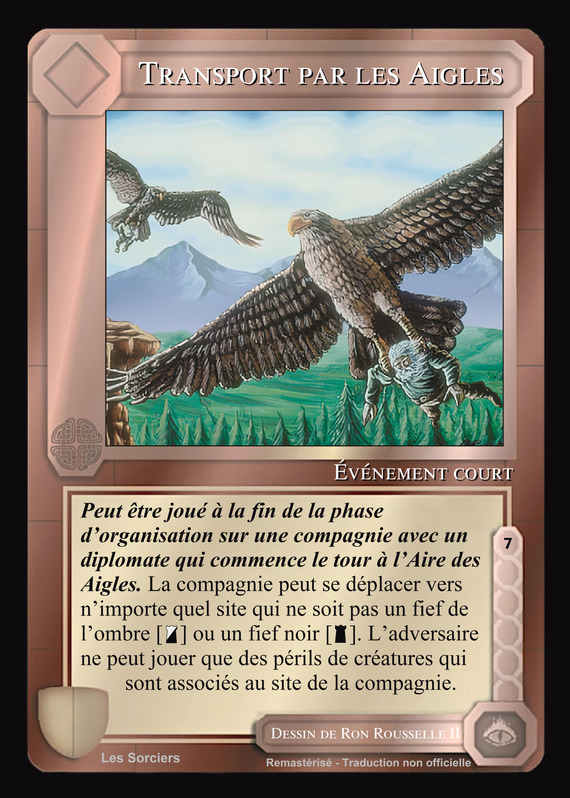 Transport par les Aigles
Événement court
Peut être joué à la fin de la phase
d’organisation sur une compagnie avec un
diplomate qui commence le tour à l’Aire des
Aigles. La compagnie peut se déplacer vers
n’importe quel site qui ne soit pas un fief de
l’ombre [] ou un fief noir []. L’adversaire
ne peut jouer que des périls de créatures qui
sont associés au site de la compagnie.
7
Dessin de Ron Rousselle II
Les Sorciers
Remastérisé - Traduction non officielle